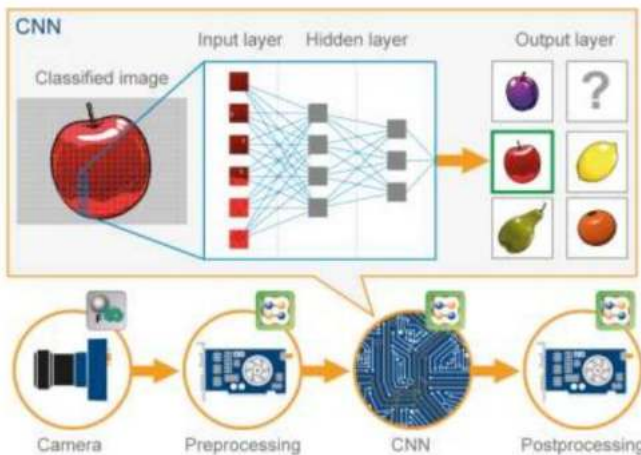 CNN
Input layer Hidden layer Output layer
Classified image
?
Camera Preprocessing CNN Postprocessing